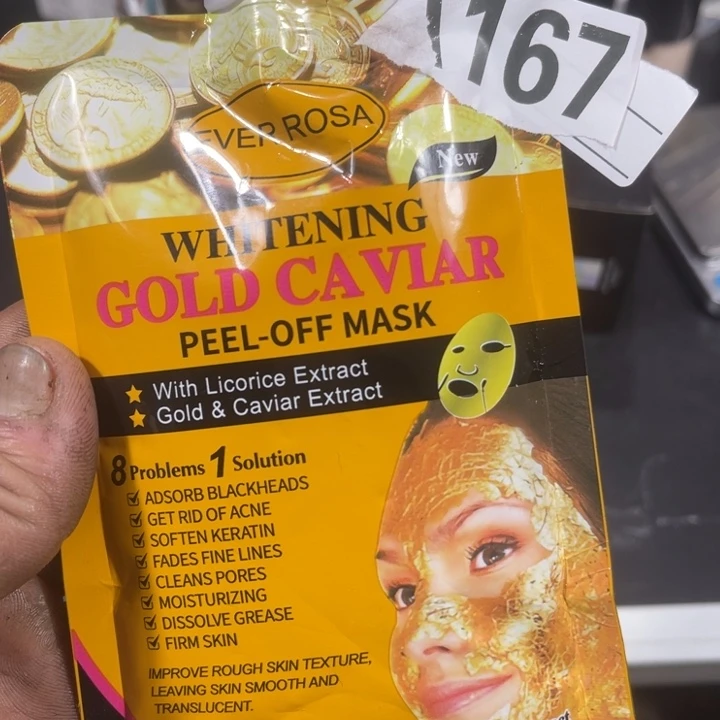 167
EVER ROSA
New
WHITENING
GOLD CAVIAR
PEEL-OFF MASK
With Licorice Extract
Gold & Caviar Extract
8 Problems 1 Solution
ADSORB BLACKHEADS
GET RID OF ACNE
SOFTEN KERATIN
FADES FINE LINES
CLEANS PORES
MOISTURIZING
DISSOLVE GREASE
FIRM SKIN
IMPROVE ROUGH SKIN TEXTURE,
LEAVING SKIN SMOOTH AND
TRANSLUCENT.